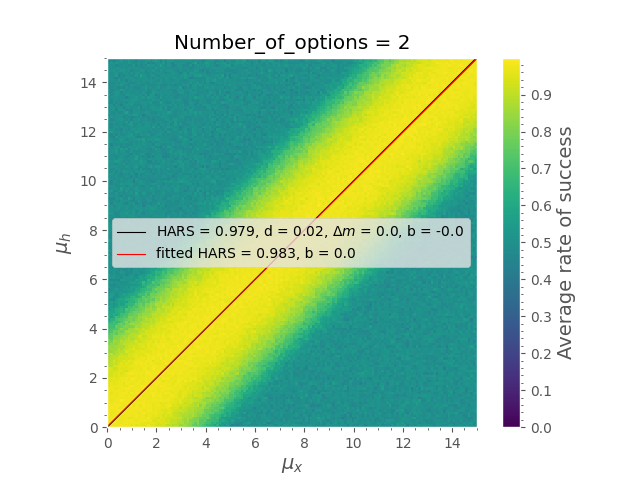 Number_of_options = 2
14
12
10
8
6
4
2
0
μh
HARS = 0.979, d = 0.02, Δm = 0.0, b = -0.0
fitted HARS = 0.983, b = 0.0
0 2 4 6 8 10 12 14
μx
0.9
0.8
0.7
0.6
0.5
0.4
0.3
0.2
0.1
0.0
Average rate of success